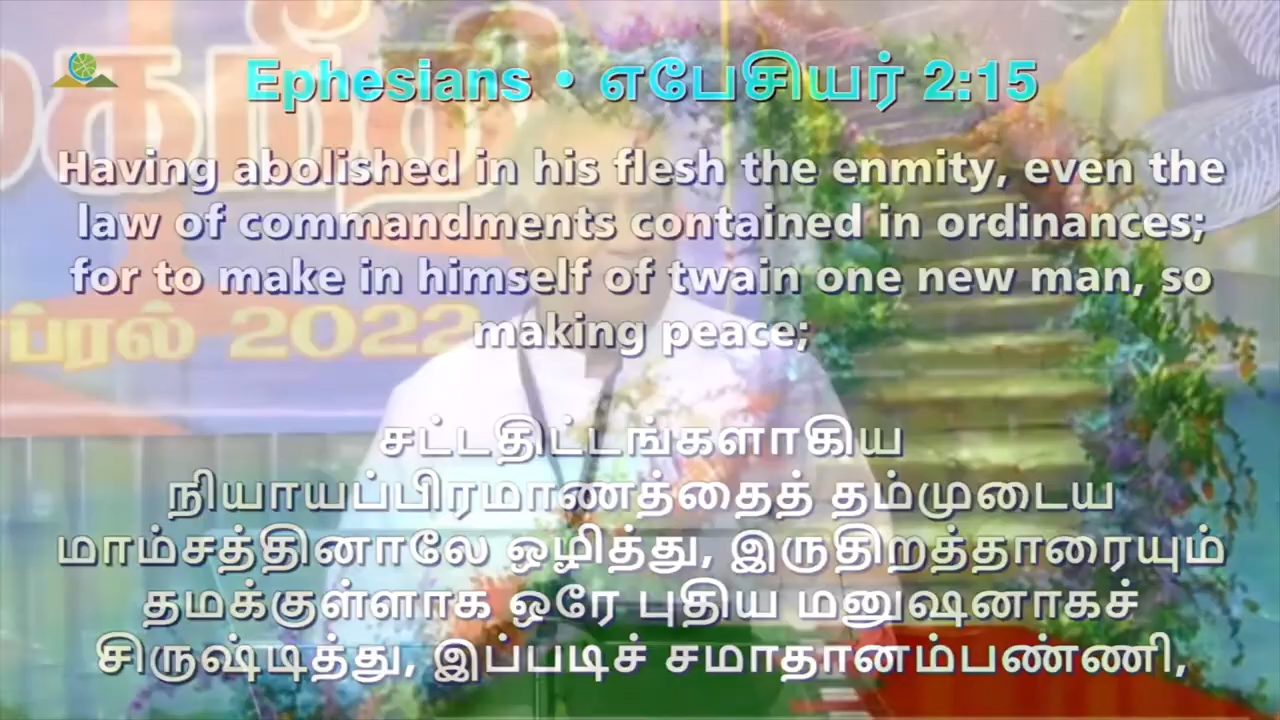 Ephesians • எபேசியர் 2:15
Having abolished in his flesh the enmity, even the
law of commandments contained in ordinances;
for to make in himself of twain one new man, so
making peace;
2022
சட்டதிட்டங்களாகிய
நியாயப்பிரமாணத்தைத் தம்முடைய
மாம்சத்தினாலே ஒழித்து, இருதிறத்தாரையும்
தமக்குள்ளாக ஒரே புதிய மனுஷனாகச்
சிருஷ்டித்து, இப்படிச் சமாதானம்பண்ணி,